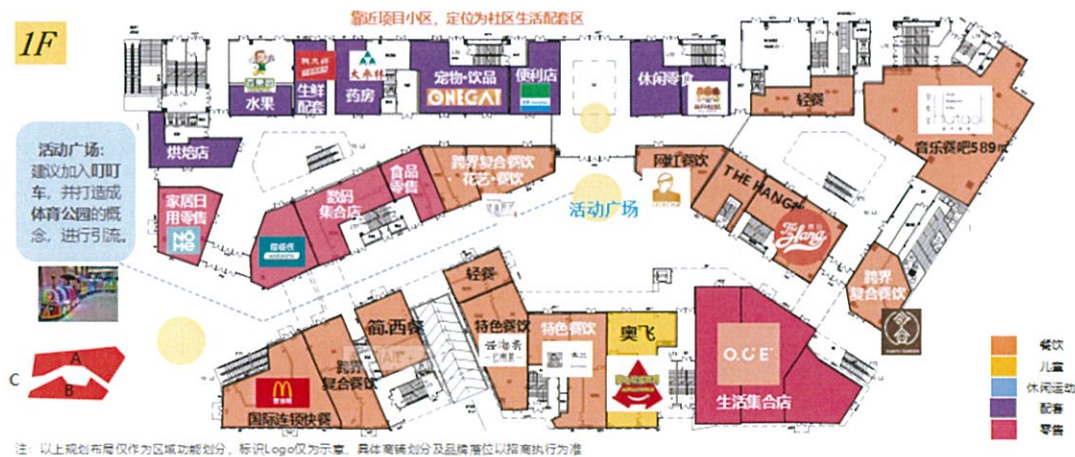 1F
靠近项目小区，定位为社区生活配套区
水果
生鲜
配套
大参林
药房
宠物·饮品
ONEGAI
便利店
休闲零食
轻餐
音乐餐吧589㎡
烘焙店
活动广场：
建议加入叮叮
车，并打造成
体育公园的概
念，进行引流。
家居日
用零售
NO
ME
数码
集合店
食品
零售
跨界复合餐饮
花艺+餐饮
活动广场
网红餐饮
THE HANG
The
Hang
跨界
复合餐饮
轻餐
简·西餐
特色餐饮
云海肴
特色餐饮
奥飞
O.C.E
生活集合店
跨界
复合餐饮
国际连锁快餐
A
B
C
餐饮
儿童
休闲运动
配套
零售
注：以上规划布局仅作为区域功能划分，标识Logo仅为示意，具体商铺划分及品牌落位以招商执行为准